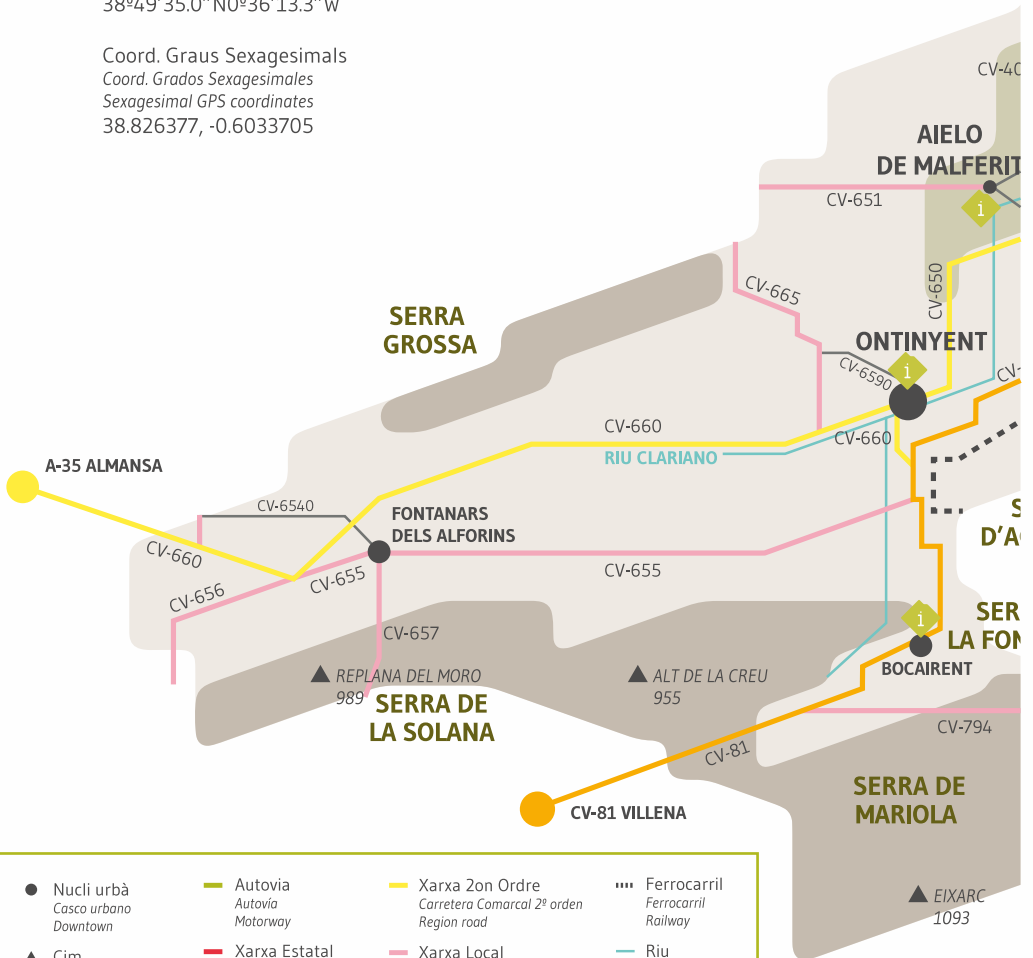 38º49'35.0"N0º36'13.3"W
Coord. Graus Sexagesimals
Coord. Grados Sexagesimales
Sexagesimal GPS coordinates
38.826377, -0.6033705
AIELO
CV-651
CV-650
CV-665
SERRA
GROSSA
ONTINYENT
i
i
CV-6590
CV-660
CV-660
RIU CLARIANO
A-35 ALMANSA
CV-6540
FONTANARS
DELS ALFORINS
CV-660
CV-655
CV-655
CV-656
CV-657
REPLANA DEL MORO
989
SERRA DE
LA SOLANA
ALT DE LA CREU
955
i
BOCAIRENT
CV-794
CV-81
CV-81 VILLENA
SERRA DE
MARIOLA
EIXARC
1093
Nucli urbà
Casco urbano
Downtown
Cim
Autovia
Autovía
Motorway
Xarxa Estatal
Xarxa 2on Ordre
Carretera Comarcal 2º orden
Region road
Xarxa Local
Ferrocarril
Ferrocarril
Railway
Riu